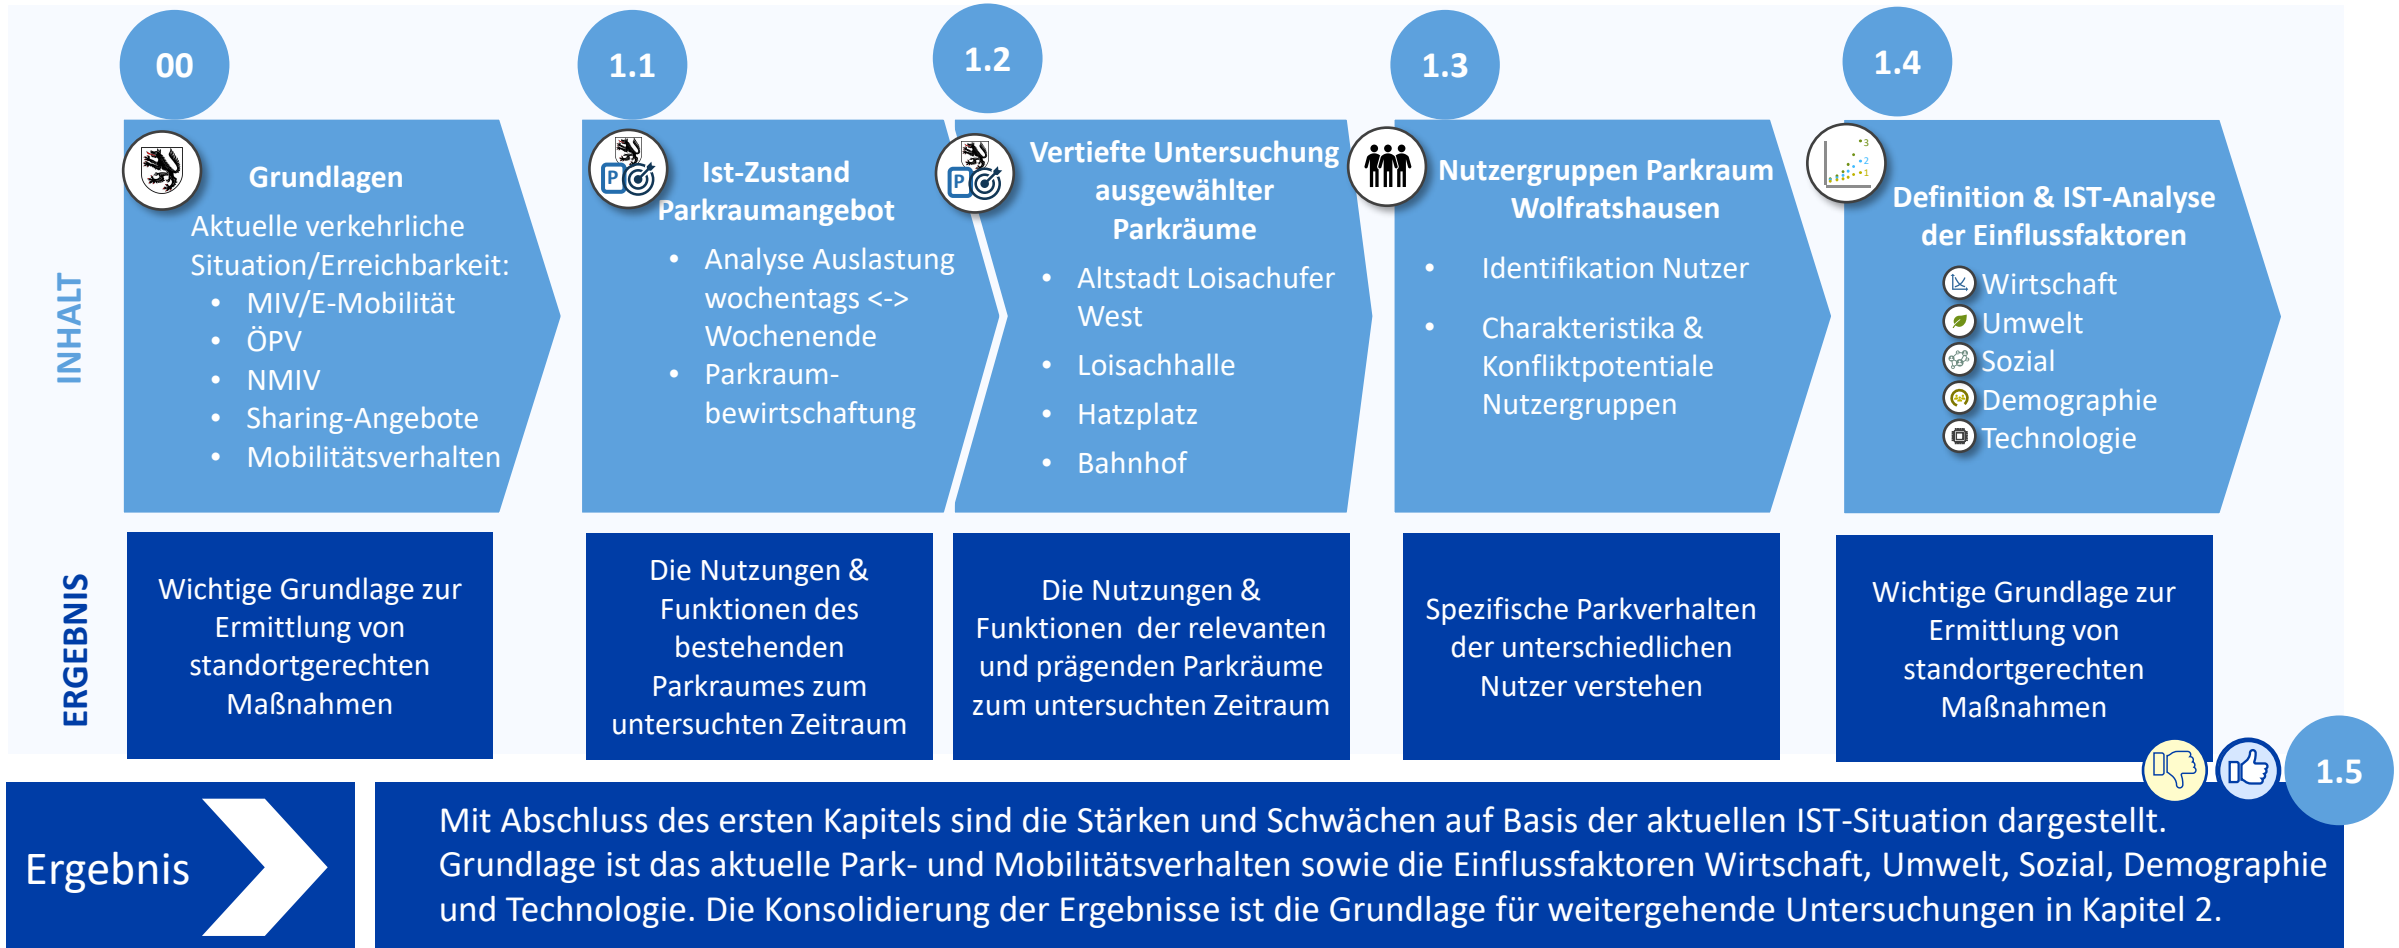 00
1.1
1.2
1.3
1.4
INHALT
Grundlagen
Aktuelle verkehrliche
Situation/Erreichbarkeit:
• MIV/E-Mobilität
• ÖPV
• NMIV
• Sharing-Angebote
• Mobilitätsverhalten
P
Ist-Zustand
Parkraumangebot
• Analyse Auslastung
wochentags <->
Wochenende
• Parkraum-
bewirtschaftung
P
Vertiefte Untersuchung
ausgewählter
Parkräume
• Altstadt Loisachufer
West
• Loisachhalle
• Hatzplatz
• Bahnhof
Nutzergruppen Parkraum
Wolfratshausen
• Identifikation Nutzer
• Charakteristika &
Konfliktpotentiale
Nutzergruppen
3
2
1
Definition & IST-Analyse
der Einflussfaktoren
Wirtschaft
Umwelt
Sozial
Demographie
Technologie
ERGEBNIS
Wichtige Grundlage zur
Ermittlung von
standortgerechten
Maßnahmen
Die Nutzungen &
Funktionen des
bestehenden
Parkraumes zum
untersuchten Zeitraum
Die Nutzungen &
Funktionen  der relevanten
und prägenden Parkräume
zum untersuchten Zeitraum
Spezifische Parkverhalten
der unterschiedlichen
Nutzer verstehen
Wichtige Grundlage zur
Ermittlung von
standortgerechten
Maßnahmen
1.5
Ergebnis
Mit Abschluss des ersten Kapitels sind die Stärken und Schwächen auf Basis der aktuellen IST-Situation dargestellt.
Grundlage ist das aktuelle Park- und Mobilitätsverhalten sowie die Einflussfaktoren Wirtschaft, Umwelt, Sozial, Demographie
und Technologie. Die Konsolidierung der Ergebnisse ist die Grundlage für weitergehende Untersuchungen in Kapitel 2.